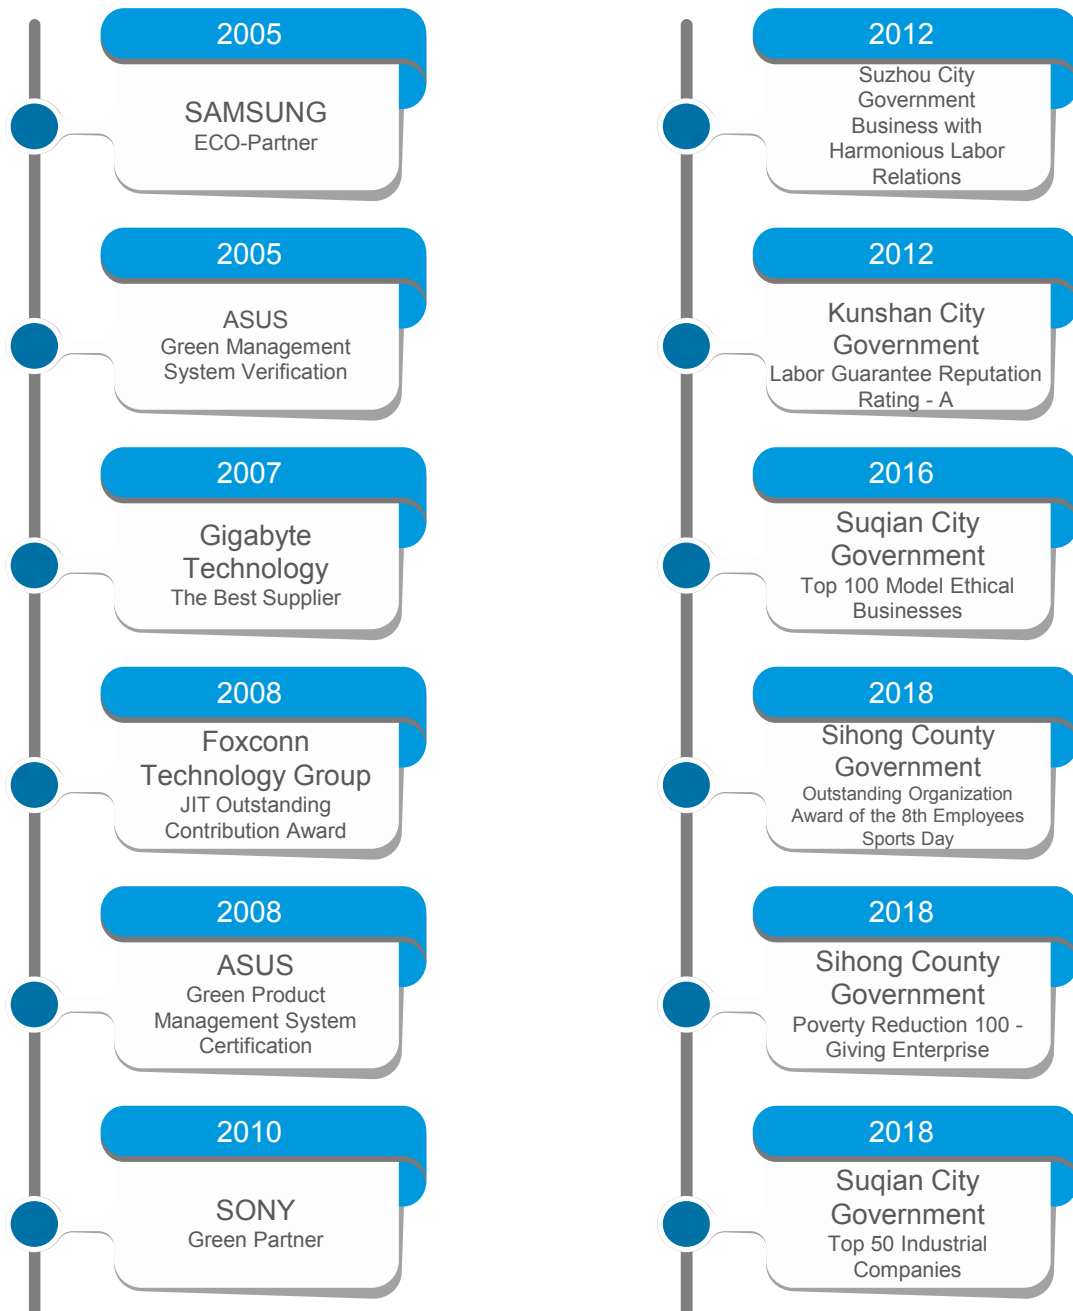 2005
SAMSUNG
ECO-Partner
2005
ASUS
Green Management
System Verification
2007
Gigabyte
Technology
The Best Supplier
2008
Foxconn
Technology Group
JIT Outstanding
Contribution Award
2008
ASUS
Green Product
Management System
Certification
2010
SONY
Green Partner
2012
Suzhou City
Government
Business with
Harmonious Labor
Relations
2012
Kunshan City
Government
Labor Guarantee Reputation
Rating - A
2016
Suqian City
Government
Top 100 Model Ethical
Businesses
2018
Sihong County
Government
Outstanding Organization
Award of the 8th Employees
Sports Day
2018
Sihong County
Government
Poverty Reduction 100 -
Giving Enterprise
2018
Suqian City
Government
Top 50 Industrial
Companies